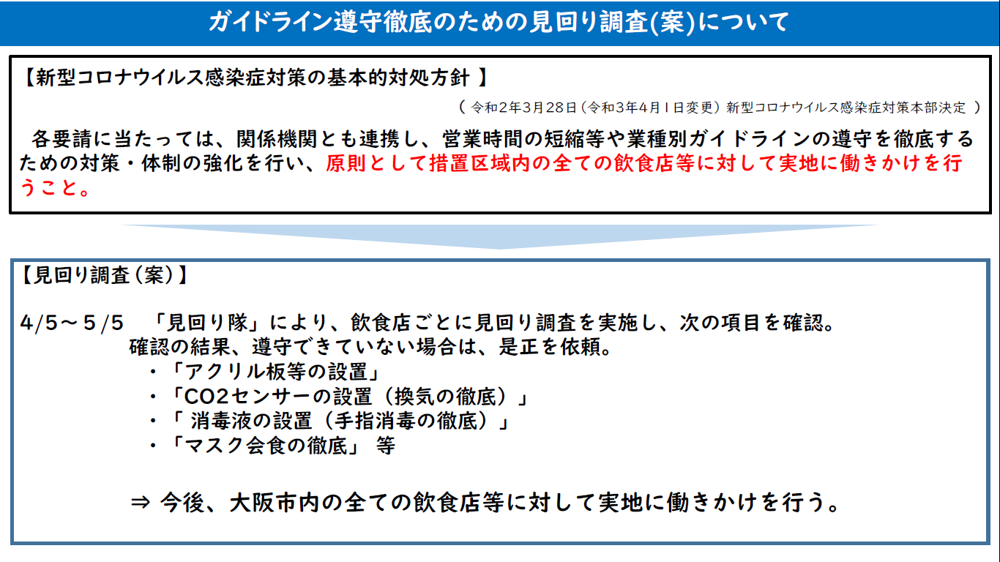 ガイドライン遵守徹底のための見回り調査(案)について
【新型コロナウイルス感染症対策の基本的対処方針 】
( 令和2年3月28日(令和3年4月1日変更) 新型コロナウイルス感染症対策本部決定 )
各要請に当たっては、関係機関とも連携し、営業時間の短縮等や業種別ガイドラインの遵守を徹底する
ための対策・体制の強化を行い、原則として措置区域内の全ての飲食店等に対して実地に働きかけを行
うこと。
【見回り調査(案)】
4/5～5/5 「見回り隊」により、飲食店ごとに見回り調査を実施し、次の項目を確認。
確認の結果、遵守できていない場合は、是正を依頼。
・「アクリル板等の設置」
・「CO2センサーの設置(換気の徹底)」
・「 消毒液の設置(手指消毒の徹底)」
・「マスク会食の徹底」 等
⇒ 今後、大阪市内の全ての飲食店等に対して実地に働きかけを行う。